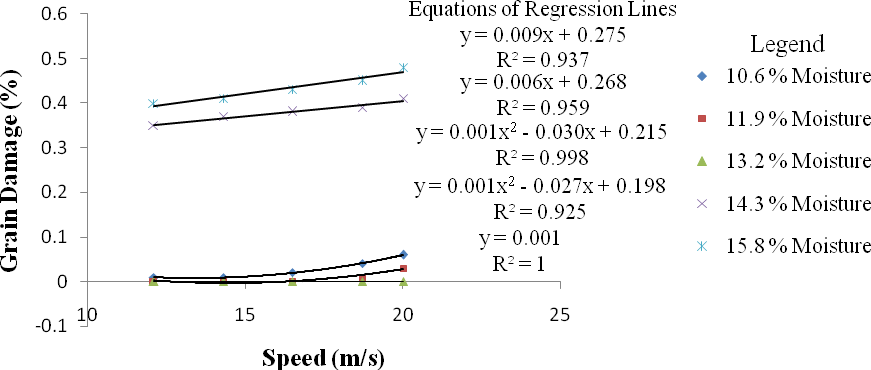 Equations of Regression Lines
y = 0.009x + 0.275
R² = 0.937
y = 0.006x + 0.268
R² = 0.959
y = 0.001x² - 0.030x + 0.215
R² = 0.998
y = 0.001x² - 0.027x + 0.198
R² = 0.925
y = 0.001
R² = 1
Legend
10.6 % Moisture
11.9 % Moisture
13.2 % Moisture
14.3 % Moisture
15.8 % Moisture
Grain Damage (%)
0.6
0.5
0.4
0.3
0.2
0.1
0
-0.1
10
15
20
25
Speed (m/s)